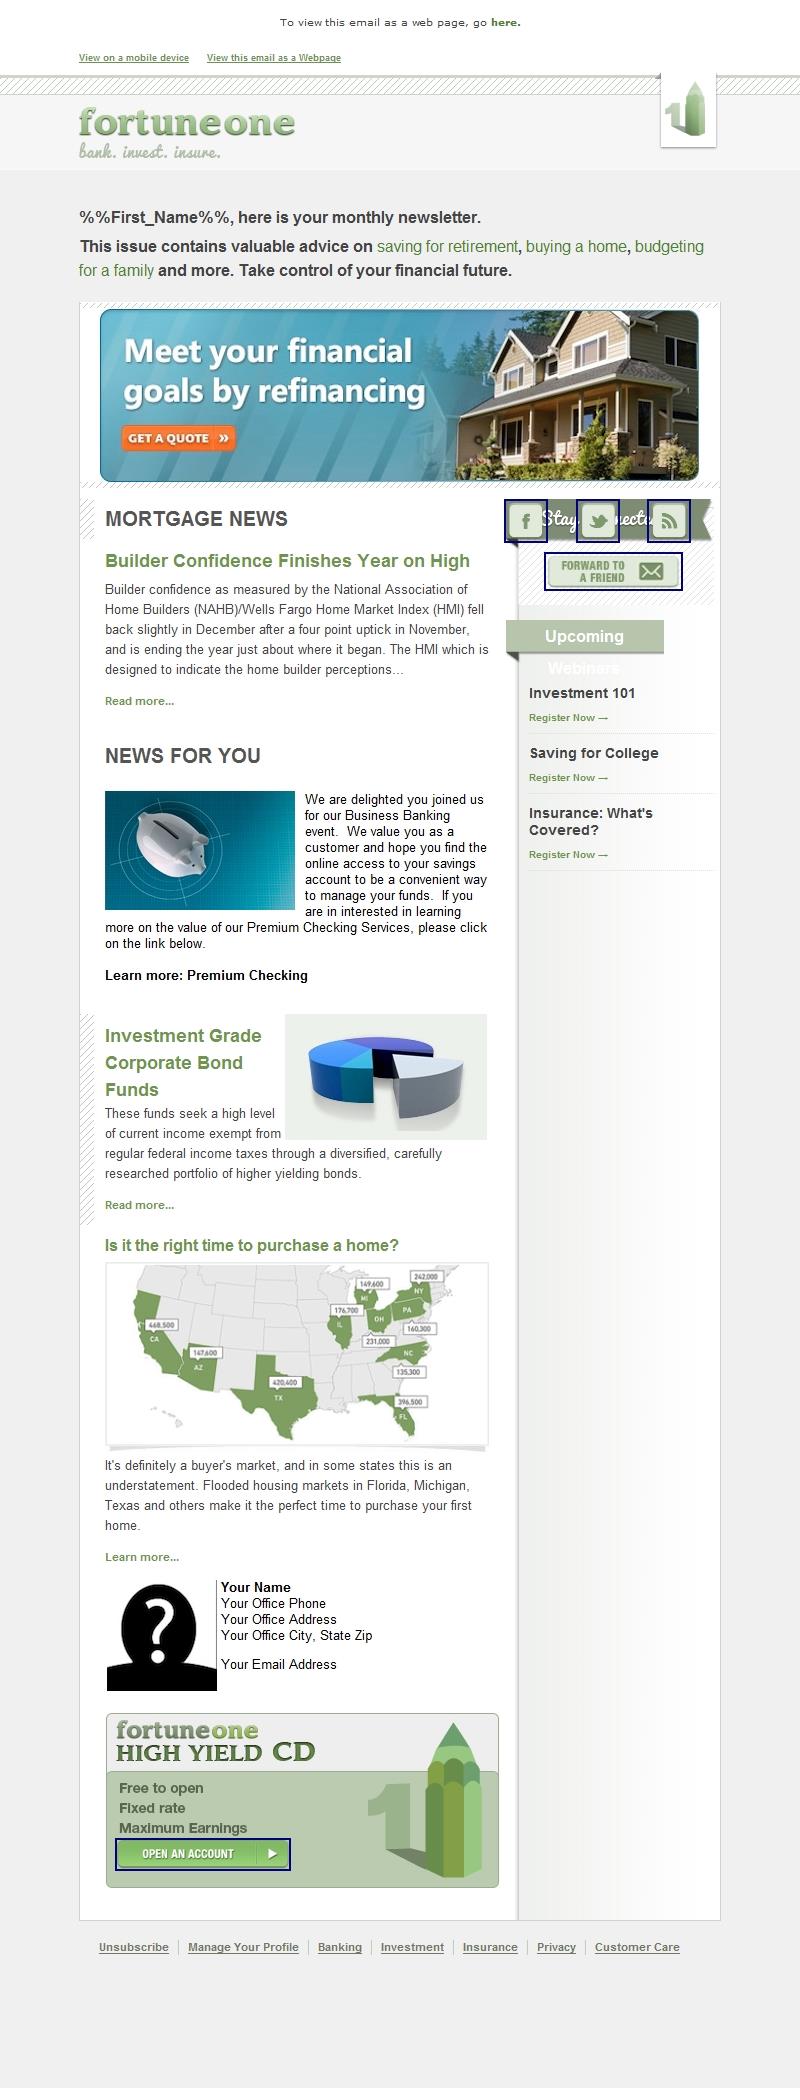 To view this email as a web page, go here.
View on a mobile device View this email as a Webpage
1
fortuneone
bank. invest. insure.
%%First_Name%%, here is your monthly newsletter.
This issue contains valuable advice on saving for retirement, buying a home, budgeting
for a family and more. Take control of your financial future.
Meet your financial
goals by refinancing
GET A QUOTE »
MORTGAGE NEWS
Builder Confidence Finishes Year on High
Builder confidence as measured by the National Association of
Home Builders (NAHB)/Wells Fargo Home Market Index (HMI) fell
back slightly in December after a four point uptick in November,
and is ending the year just about where it began. The HMI which is
designed to indicate the home builder perceptions...
Read more...
NEWS FOR YOU
We are delighted you joined us
for our Business Banking
event. We value you as a
customer and hope you find the
online access to your savings
account to be a convenient way
to manage your funds. If you
are in interested in learning
more on the value of our Premium Checking Services, please click
on the link below.
Learn more: Premium Checking
Investment Grade
Corporate Bond
Funds
These funds seek a high level
of current income exempt from
regular federal income taxes through a diversified, carefully
researched portfolio of higher yielding bonds.
Read more...
Is it the right time to purchase a home?
242,000
NY
149,600
MI
176,700
IL
OH
PA
468,500
CA
160,300
231,000
147,600
AZ
NC
135,300
420,400
TX
396,500
FL
It's definitely a buyer's market, and in some states this is an
understatement. Flooded housing markets in Florida, Michigan,
Texas and others make it the perfect time to purchase your first
home.
Learn more...
?
Your Name
Your Office Phone
Your Office Address
Your Office City, State Zip
Your Email Address
fortuneone
HIGH YIELD CD
Free to open
Fixed rate
Maximum Earnings
OPEN AN ACCOUNT
1
Stay
f
FORWARD TO
A FRIEND
Upcoming
Webinars
Investment 101
Register Now →
Saving for College
Register Now →
Insurance: What's
Covered?
Register Now →
Unsubscribe Manage Your Profile Banking Investment Insurance Privacy Customer Care